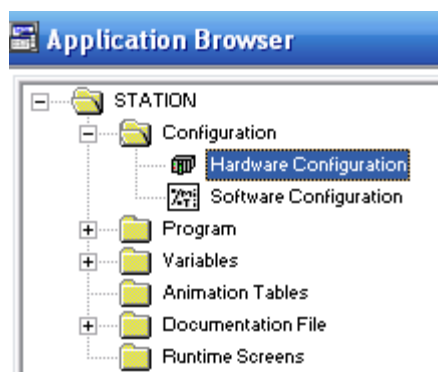 Application Browser
STATION
Configuration
Hardware Configuration
Software Configuration
Program
Variables
Animation Tables
Documentation File
Runtime Screens